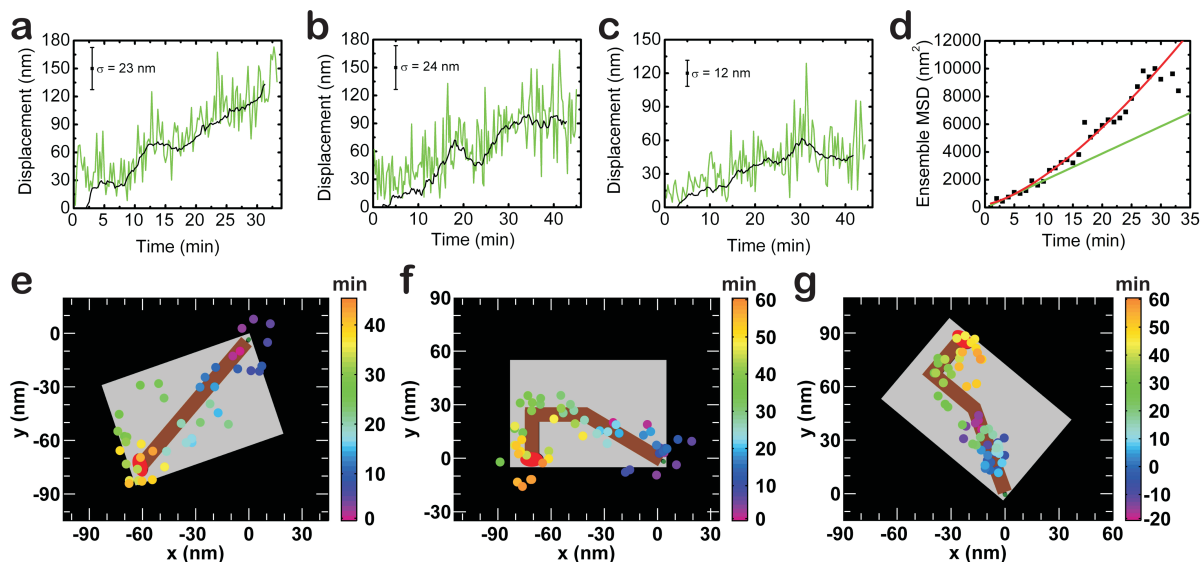 a
Displacement (nm)
180
150
120
90
60
30
0
σ = 23 nm
0 10 20 30
Time (min)
b
Displacement (nm)
180
150
120
90
60
30
0
σ = 24 nm
0 10 20 30 40
Time (min)
c
Displacement (nm)
150
120
90
60
30
0
σ = 12 nm
0 10 20 30 40
Time (min)
d
Ensemble MSD (nm²)
12000
10000
8000
6000
4000
2000
0
0 5 10 15 20 25 30 35
Time (min)
e
y (nm)
0
-30
-60
-90
-90 -60 -30 0 30
x (nm)
min
40
30
20
10
0
f
y (nm)
90
60
30
0
-30
-90 -60 -30 0 30
x (nm)
min
60
50
40
30
20
10
0
g
y (nm)
90
60
30
0
-90 -60 -30 0 30 60
x (nm)
min
60
50
40
30
20
10
0
-10
-20